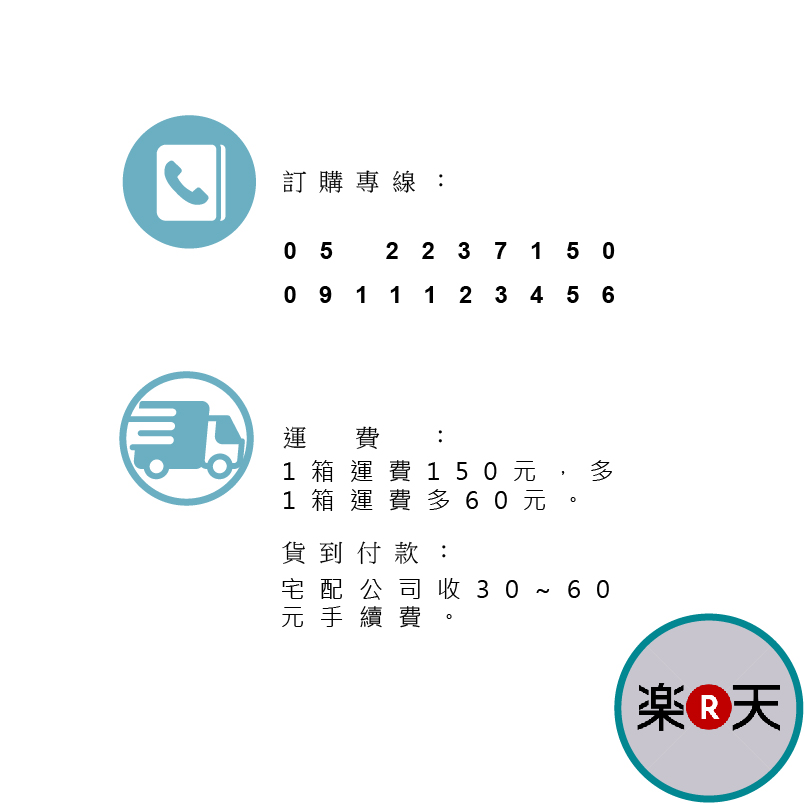 訂購專線：
05 2237150
0911123456
運費：
1箱運費150元，多
1箱運費多60元。
貨到付款：
宅配公司收30~60
元手續費。
楽R天